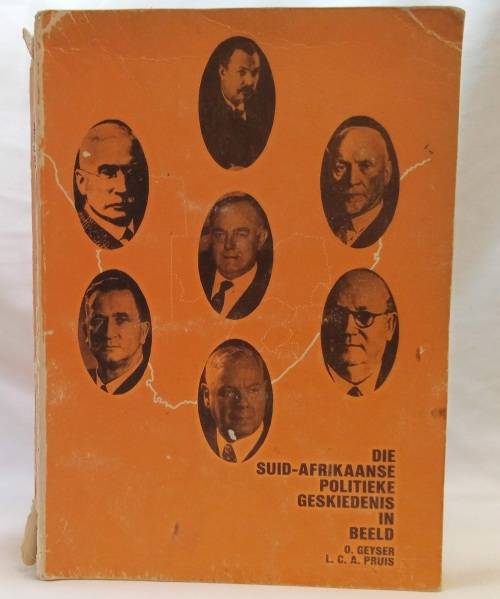 DIE
SUID-AFRIKAANSE
POLITIEKE
GESKIEDENIS
IN
BEELD
O. GEYSER
L. C. A. PRUIS